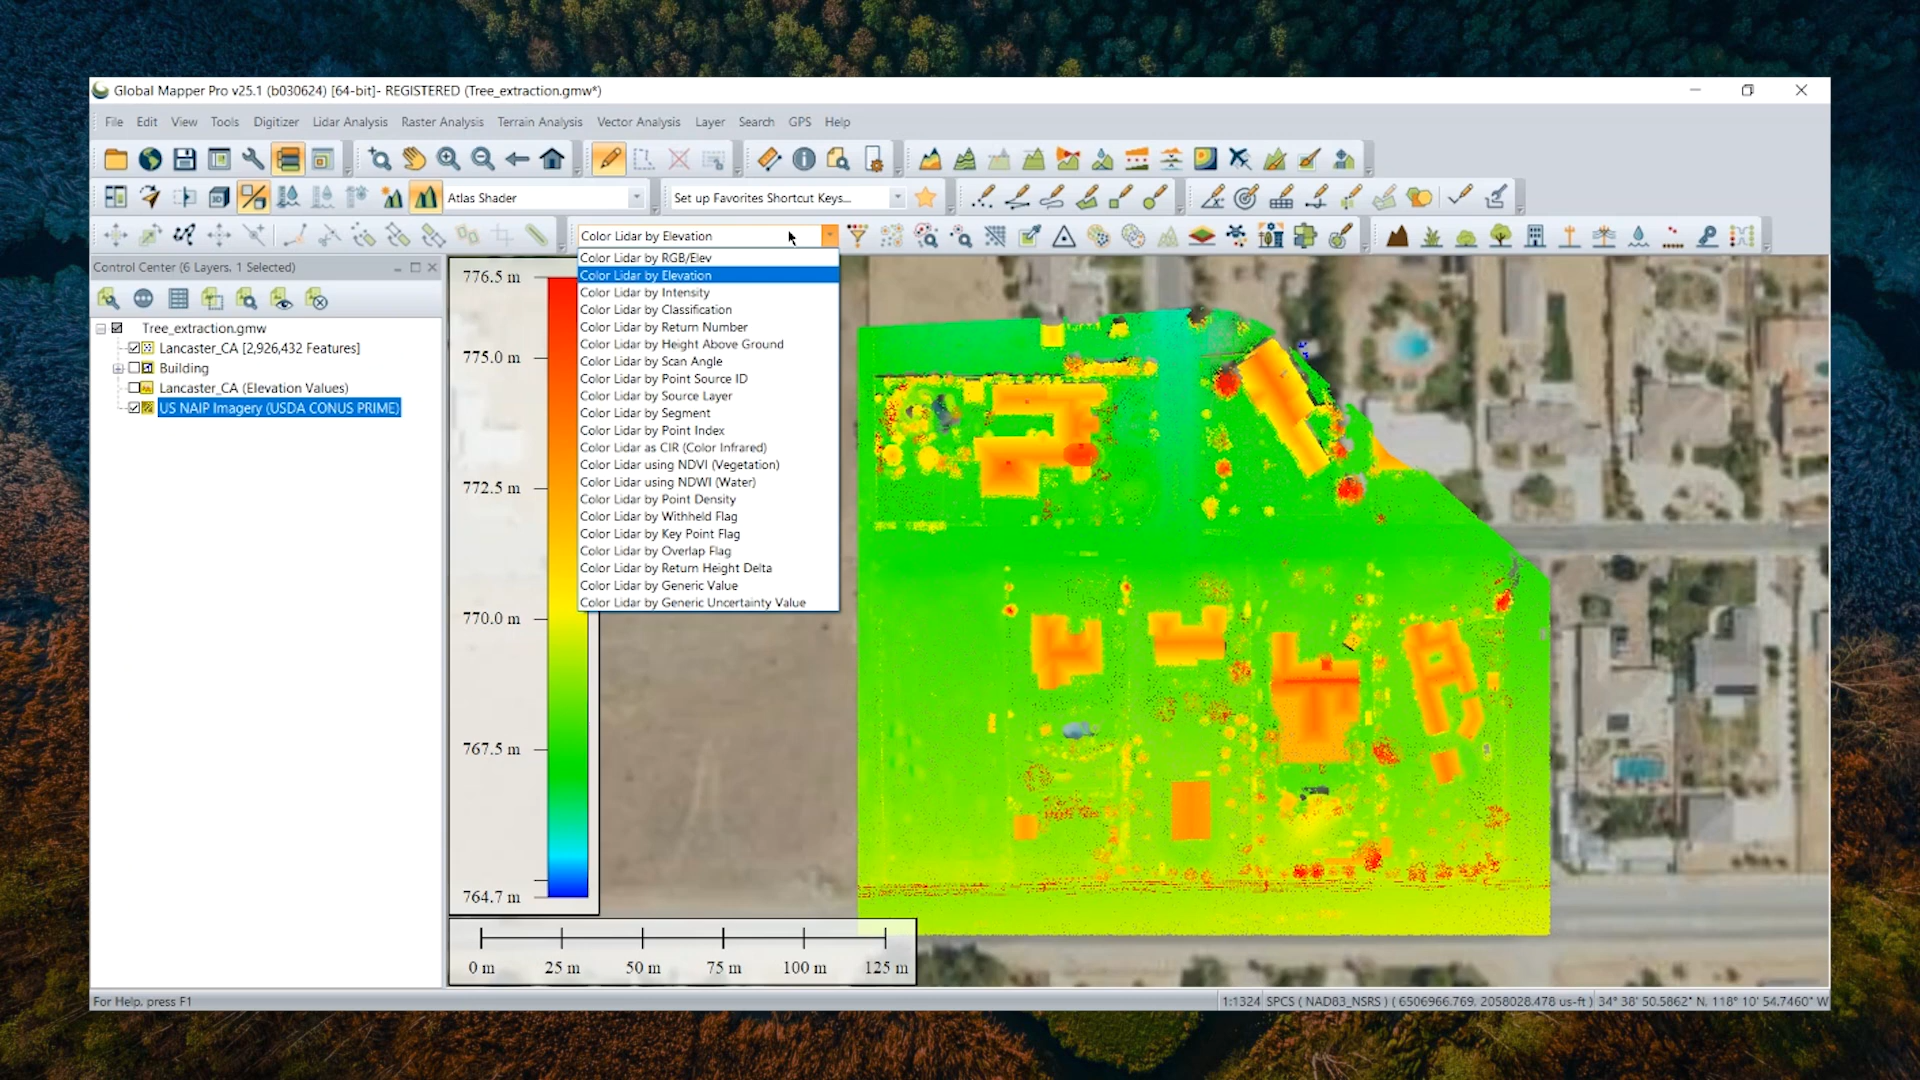 Global Mapper Pro v25.1 (b030624) [64-bit]- REGISTERED (Tree_extraction.gmw*)
File Edit View Tools Digitizer Lidar Analysis Raster Analysis Terrain Analysis Vector Analysis Layer Search GPS Help
Atlas Shader
Set up Favorites Shortcut Keys...
Color Lidar by Elevation
Control Center (6 Layers, 1 Selected)
Tree_extraction.gmw
Lancaster_CA [2,926,432 Features]
Building
Lancaster_CA (Elevation Values)
US NAIP Imagery (USDA CONUS PRIME)
Color Lidar by RGB/Elev
Color Lidar by Elevation
Color Lidar by Intensity
Color Lidar by Classification
Color Lidar by Return Number
Color Lidar by Height Above Ground
Color Lidar by Scan Angle
Color Lidar by Point Source ID
Color Lidar by Source Layer
Color Lidar by Segment
Color Lidar by Point Index
Color Lidar as CIR (Color Infrared)
Color Lidar using NDVI (Vegetation)
Color Lidar using NDWI (Water)
Color Lidar by Point Density
Color Lidar by Withheld Flag
Color Lidar by Key Point Flag
Color Lidar by Overlap Flag
Color Lidar by Return Height Delta
Color Lidar by Generic Value
Color Lidar by Generic Uncertainty Value
776.5 m
775.0 m
772.5 m
770.0 m
767.5 m
764.7 m
0 m 25 m 50 m 75 m 100 m 125 m
For Help, press F1
1:1324 SPCS ( NAD83_NSRS ) ( 6506966.769, 2058028.478 us-ft ) 34° 38' 50.5862" N, 118° 10' 54.7460" W